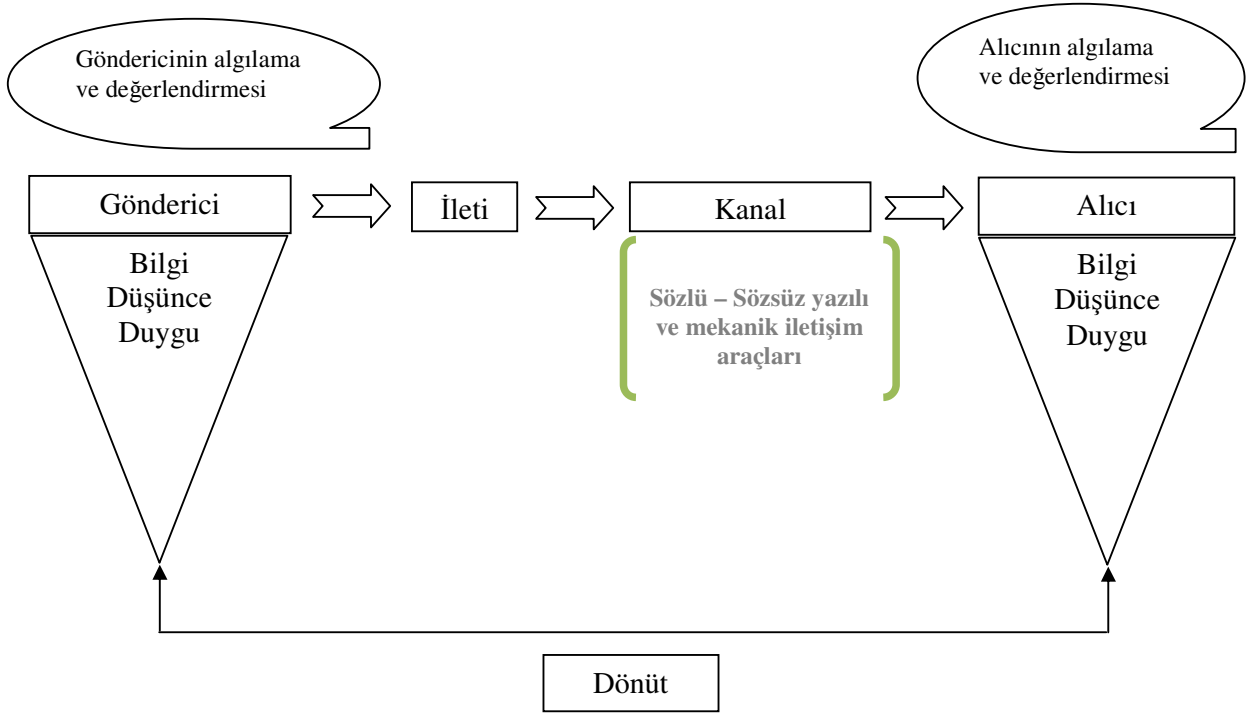 Göndericinin algılama
ve değerlendirmesi
Alıcının algılama
ve değerlendirmesi
Gönderici
İleti
Kanal
Alıcı
Bilgi
Düşünce
Duygu
Sözlü – Sözsüz yazılı
ve mekanik iletişim
araçları
Bilgi
Düşünce
Duygu
Dönüt